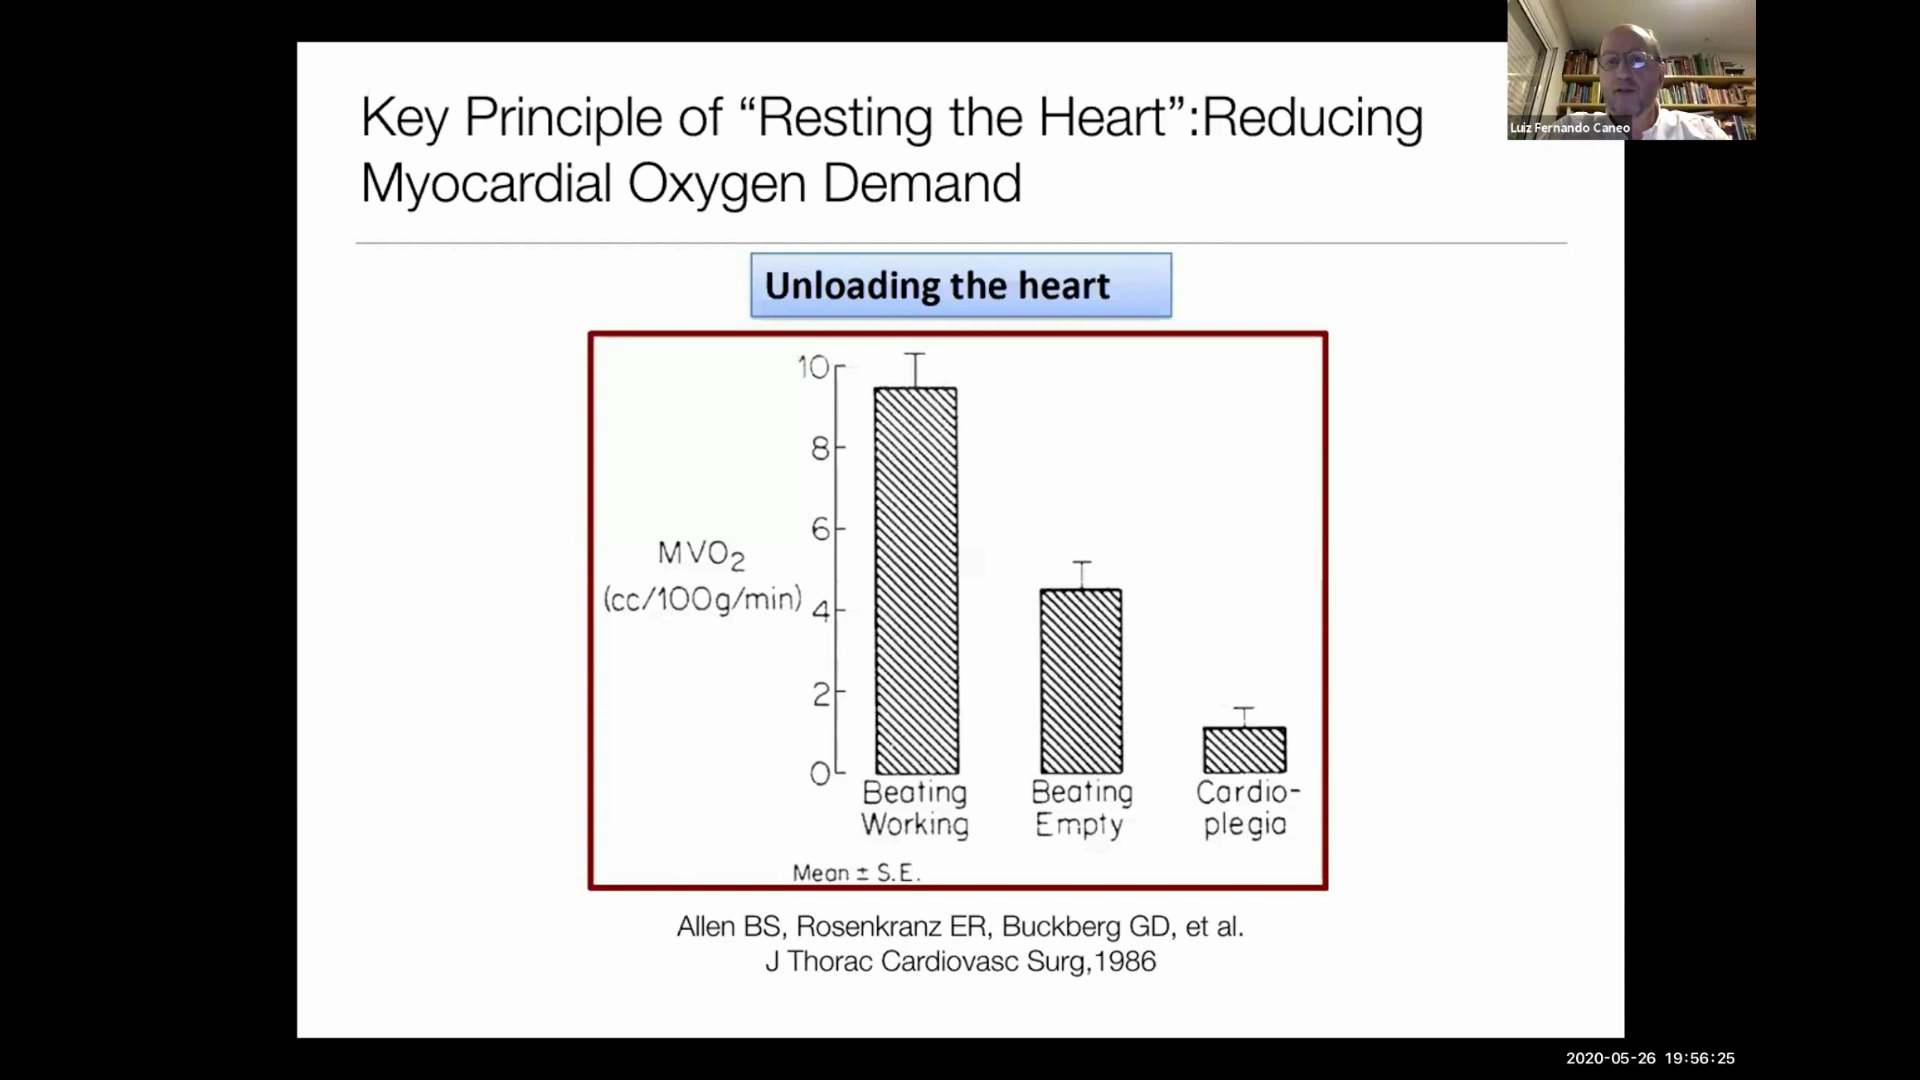 Key Principle of “Resting the Heart”:Reducing
Myocardial Oxygen Demand
Luiz Fernando Caneo
Unloading the heart
10
8
6
4
2
0
MVO2
(cc/100g/min)
Beating
Working
Beating
Empty
Cardio-
plegia
Mean ± S.E.
Allen BS, Rosenkranz ER, Buckberg GD, et al.
J Thorac Cardiovasc Surg,1986
2020-05-26 19:56:25